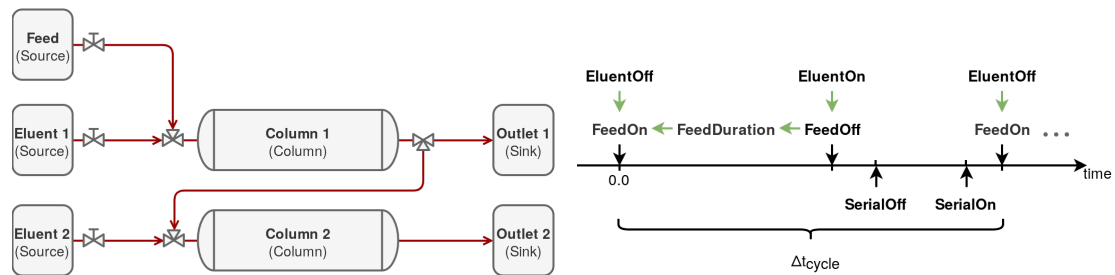 Feed
(Source)
Eluent 1
(Source)
Column 1
(Column)
Outlet 1
(Sink)
Eluent 2
(Source)
Column 2
(Column)
Outlet 2
(Sink)
EluentOff EluentOn EluentOff
FeedOn FeedDuration FeedOff FeedOn ...
0.0 time
SerialOff SerialOn
Δtcycle